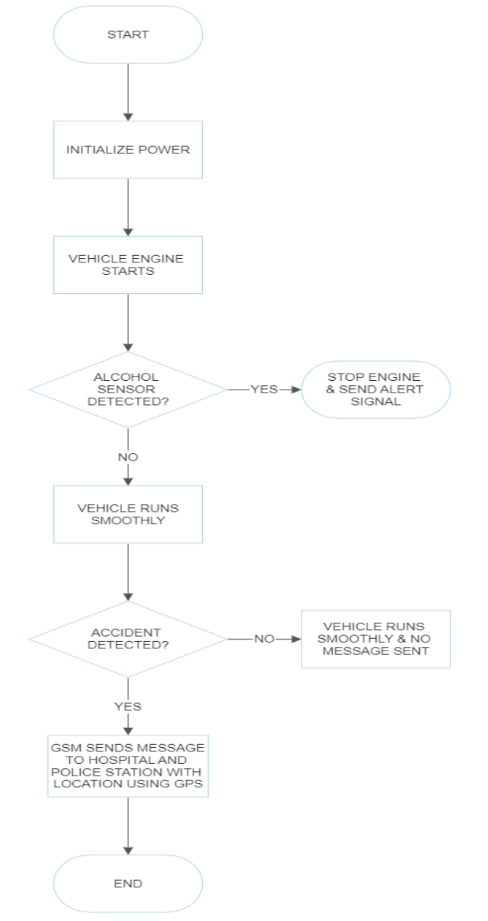 START
INITIALIZE POWER
VEHICLE ENGINE
STARTS
ALCOHOL
SENSOR
DETECTED?
YES
STOP ENGINE
& SEND ALERT
SIGNAL
NO
VEHICLE RUNS
SMOOTHLY
ACCIDENT
DETECTED?
NO
VEHICLE RUNS
SMOOTHLY & NO
MESSAGE SENT
YES
GSM SENDS MESSAGE
TO HOSPITAL AND
POLICE STATION WITH
LOCATION USING GPS
END